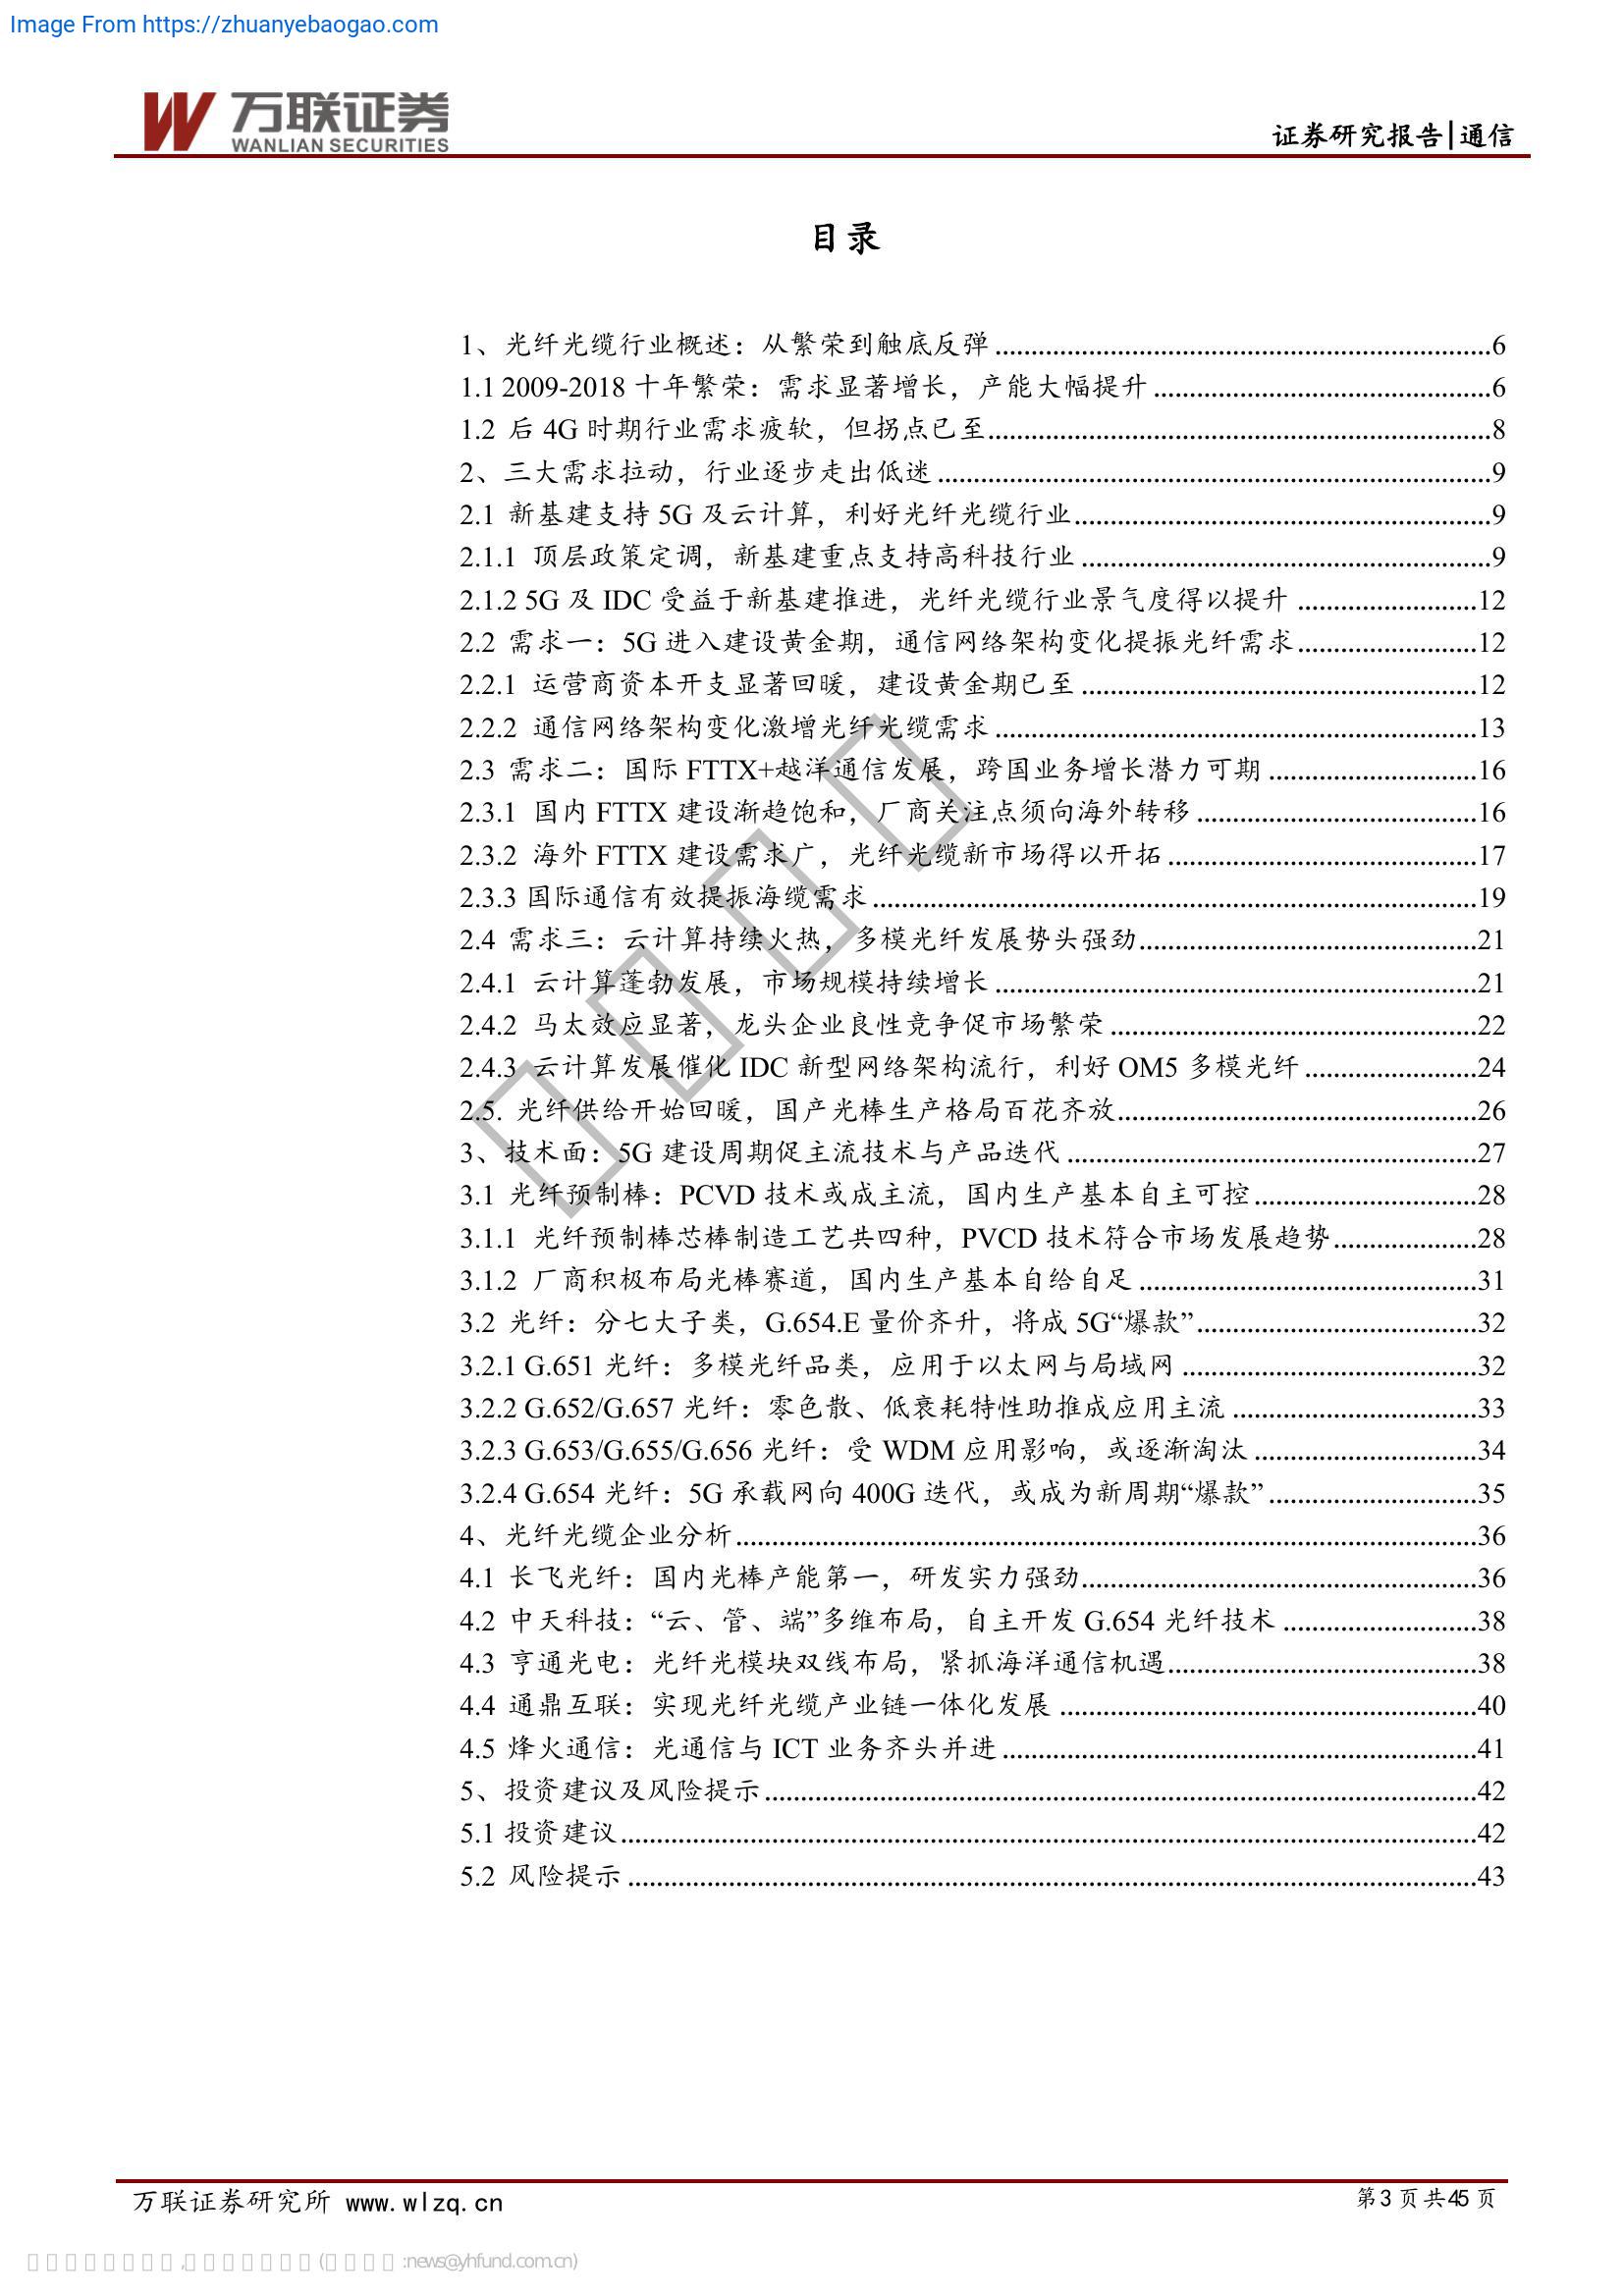 Image From https://zhuanyebaogao.com
万联证券
WANLIAN SECURITIES
证券研究报告|通信
目录
1、光纤光缆行业概述：从繁荣到触底反弹 ....................................................................6
1.1 2009-2018 十年繁荣：需求显著增长，产能大幅提升 ..............................................6
1.2 后 4G 时期行业需求疲软，但拐点已至.....................................................................8
2、三大需求拉动，行业逐步走出低迷 ............................................................................9
2.1 新基建支持 5G 及云计算，利好光纤光缆行业.........................................................9
2.1.1 顶层政策定调，新基建重点支持高科技行业 ........................................................9
2.1.2 5G 及 IDC 受益于新基建推进，光纤光缆行业景气度得以提升 .........................12
2.2 需求一：5G 进入建设黄金期，通信网络架构变化提振光纤需求.........................12
2.2.1 运营商资本开支显著回暖，建设黄金期已至 ......................................................12
2.2.2 通信网络架构变化激增光纤光缆需求 ..................................................................13
2.3 需求二：国际 FTTX+越洋通信发展，跨国业务增长潜力可期 .............................16
2.3.1 国内 FTTX 建设渐趋饱和，厂商关注点须向海外转移 .......................................16
2.3.2 海外 FTTX 建设需求广，光纤光缆新市场得以开拓 ...........................................17
2.3.3 国际通信有效提振海缆需求 ...................................................................................19
2.4 需求三：云计算持续火热，多模光纤发展势头强劲...............................................21
2.4.1 云计算蓬勃发展，市场规模持续增长 ..................................................................21
2.4.2 马太效应显著，龙头企业良性竞争促市场繁荣 ...................................................22
2.4.3 云计算发展催化 IDC 新型网络架构流行，利好 OM5 多模光纤 ........................24
2.5. 光纤供给开始回暖，国产光棒生产格局百花齐放..................................................26
3、技术面：5G 建设周期促主流技术与产品迭代 .........................................................27
3.1 光纤预制棒：PCVD 技术或成主流，国内生产基本自主可控...............................28
3.1.1 光纤预制棒芯棒制造工艺共四种，PVCD 技术符合市场发展趋势....................28
3.1.2 厂商积极布局光棒赛道，国内生产基本自给自足 ...............................................31
3.2 光纤：分七大子类，G.654.E 量价齐升，将成 5G“爆款”.......................................32
3.2.1 G.651 光纤：多模光纤品类，应用于以太网与局域网 .........................................32
3.2.2 G.652/G.657 光纤：零色散、低衰耗特性助推成应用主流 ..................................33
3.2.3 G.653/G.655/G.656 光纤：受 WDM 应用影响，或逐渐淘汰 ...............................34
3.2.4 G.654 光纤：5G 承载网向 400G 迭代，或成为新周期“爆款” .............................35
4、光纤光缆企业分析.......................................................................................................36
4.1 长飞光纤：国内光棒产能第一，研发实力强劲.......................................................36
4.2 中天科技：“云、管、端”多维布局，自主开发 G.654 光纤技术 ...........................38
4.3 亨通光电：光纤光模块双线布局，紧抓海洋通信机遇...........................................38
4.4 通鼎互联：实现光纤光缆产业链一体化发展 ..........................................................40
4.5 烽火通信：光通信与 ICT 业务齐头并进 ..................................................................41
5、投资建议及风险提示 ...................................................................................................42
5.1 投资建议.......................................................................................................................42
5.2 风险提示 ......................................................................................................................43
万联证券研究所 www.wlzq.cn
第 3 页 共 45 页
:news@yhfund.com.cn)